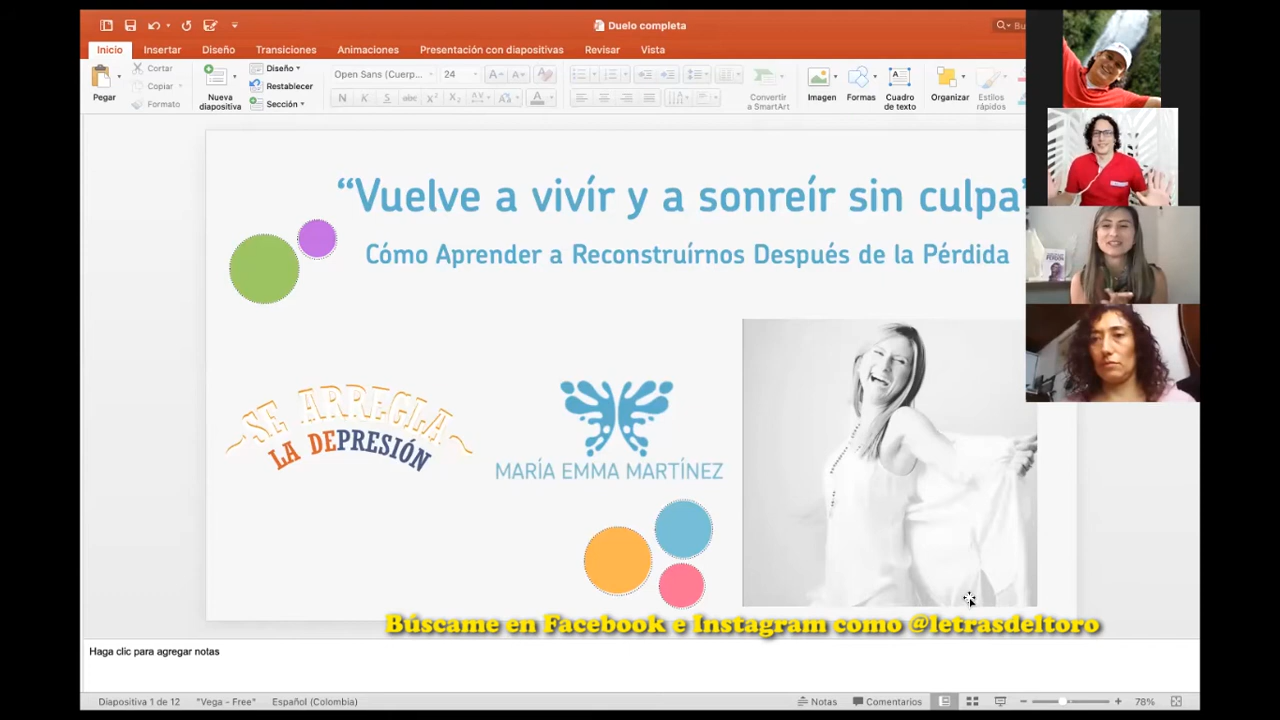 Duelo completa
Bu
Inicio
Insertar
Diseño
Transiciones
Animaciones
Presentación con diapositivas
Revisar
Vista
Pegar
Cortar
Copiar
Formato
Nueva
diapositiva
Diseño
Restablecer
Sección
Open Sans (Cuerp...
24
Convertir
a SmartArt
Imagen
Formas
Cuadro
de texto
Organizar
Estilos
rápidos
“Vuelve a vivír y a sonreír sin culpa”
Cómo Aprender a Reconstruírnos Después de la Pérdida
SE ARREGLA
LA DEPRESIÓN
MARÍA EMMA MARTÍNEZ
Búscame en Facebook e Instagram como @letrasdeltoro
Haga clic para agregar notas
Diapositiva 1 de 12
"Vega - Free"
Español (Colombia)
Notas
Comentarios
78%